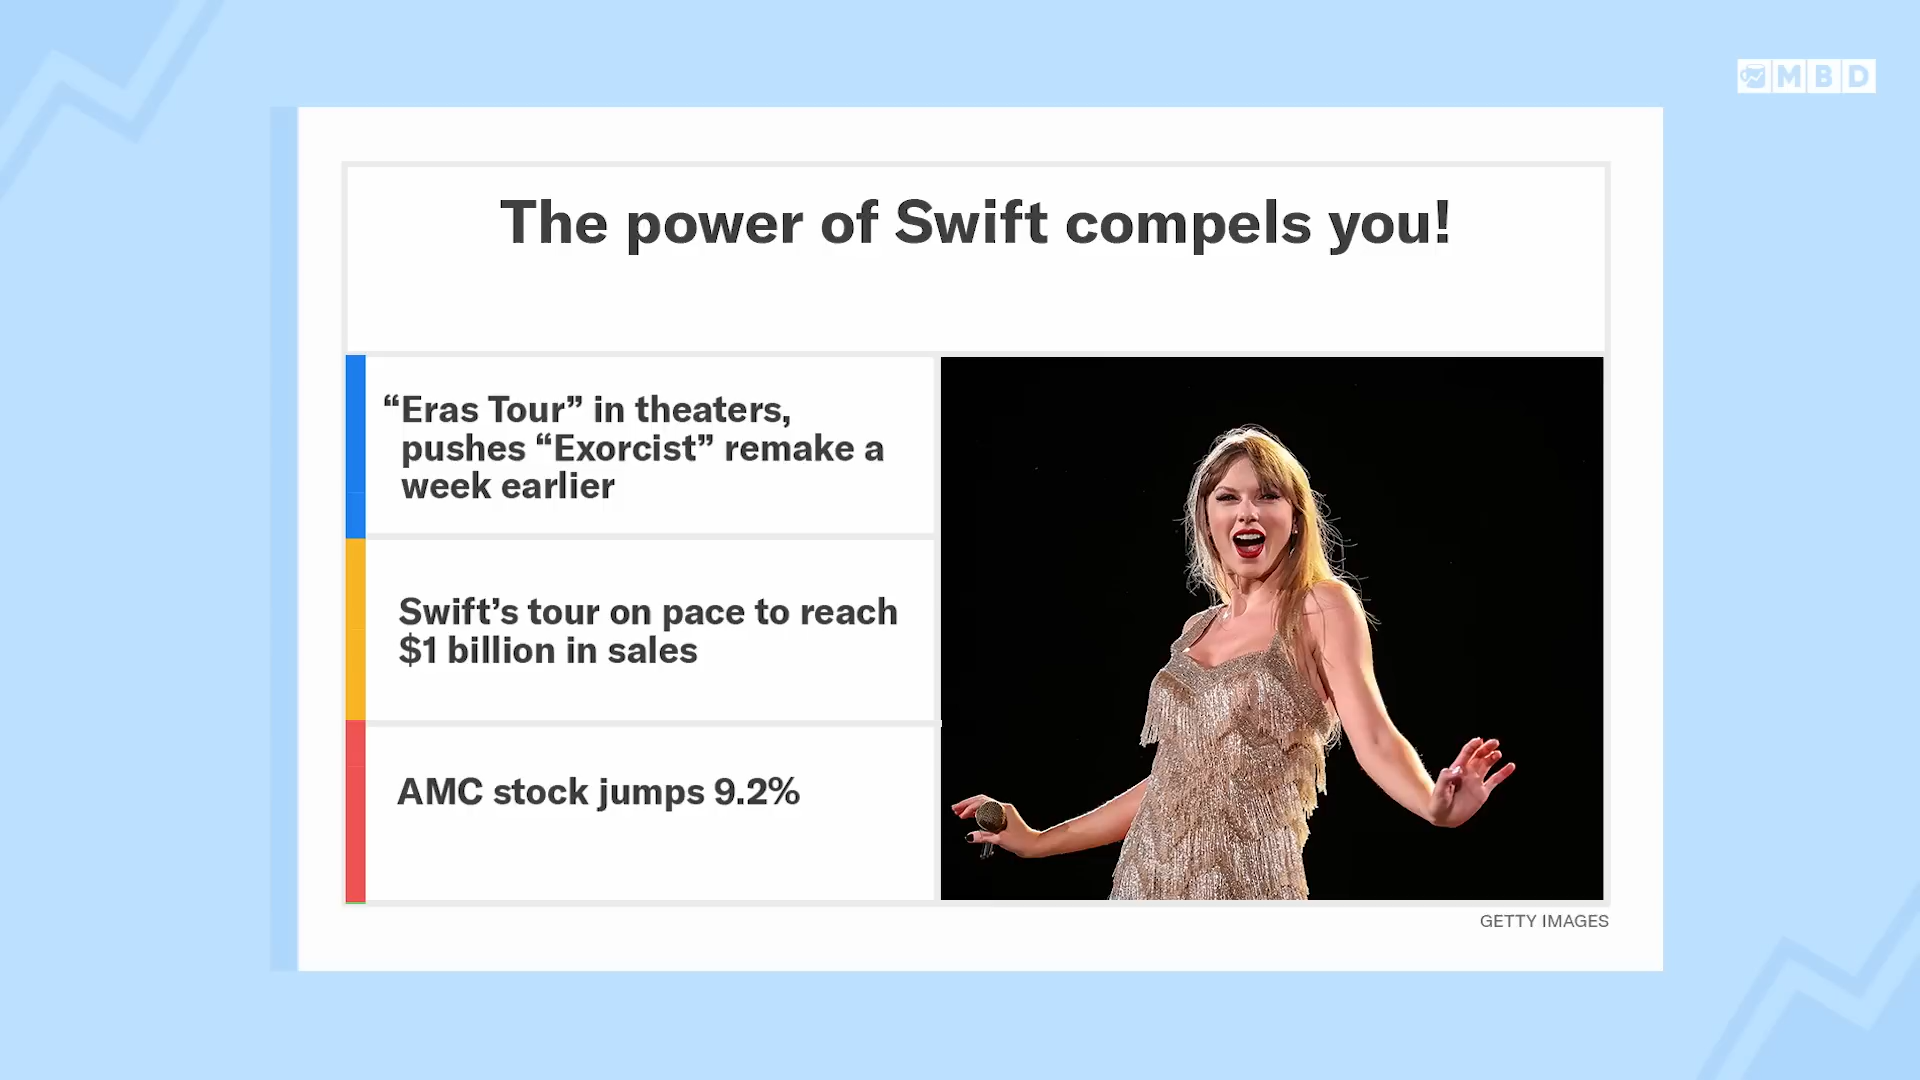 MBD
The power of Swift compels you!
“Eras Tour” in theaters,
pushes “Exorcist” remake a
week earlier
Swift’s tour on pace to reach
$1 billion in sales
AMC stock jumps 9.2%
GETTY IMAGES